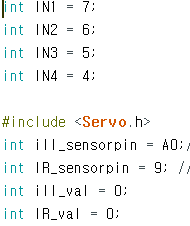 int IN1 = 7;
int IN2 = 6;
int IN3 = 5;
int IN4 = 4;
#include <Servo.h>
int ill_sensorpin = A0;/
int IR_sensorpin = 9; //
int ill_val = 0;
int IR_val = 0;